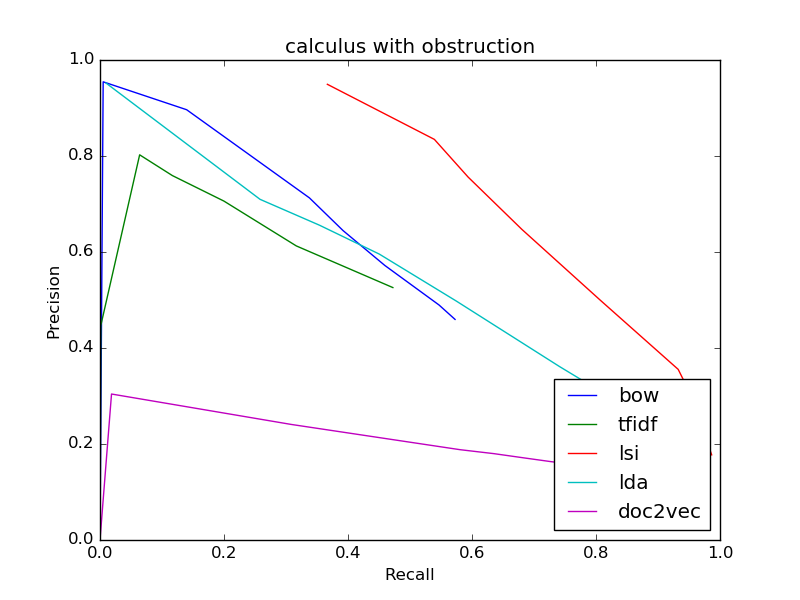 calculus with obstruction
1.0
0.8
0.6
0.4
0.2
0.0
Precision
0.0 0.2 0.4 0.6 0.8 1.0
Recall
bow
tfidf
lsi
lda
doc2vec